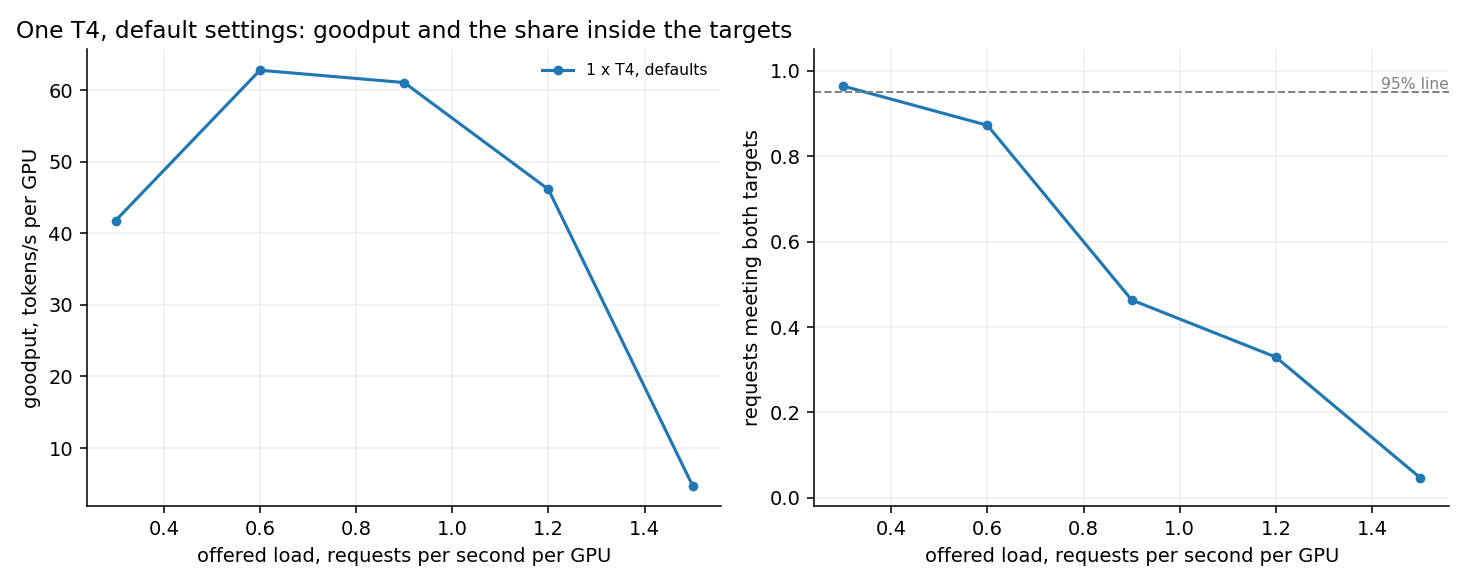 One T4, default settings: goodput and the share inside the targets
goodput, tokens/s per GPU
60
50
40
30
20
10
1 x T4, defaults
0.4 0.6 0.8 1.0 1.2 1.4
offered load, requests per second per GPU
requests meeting both targets
1.0
0.8
0.6
0.4
0.2
0.0
95% line
0.4 0.6 0.8 1.0 1.2 1.4
offered load, requests per second per GPU